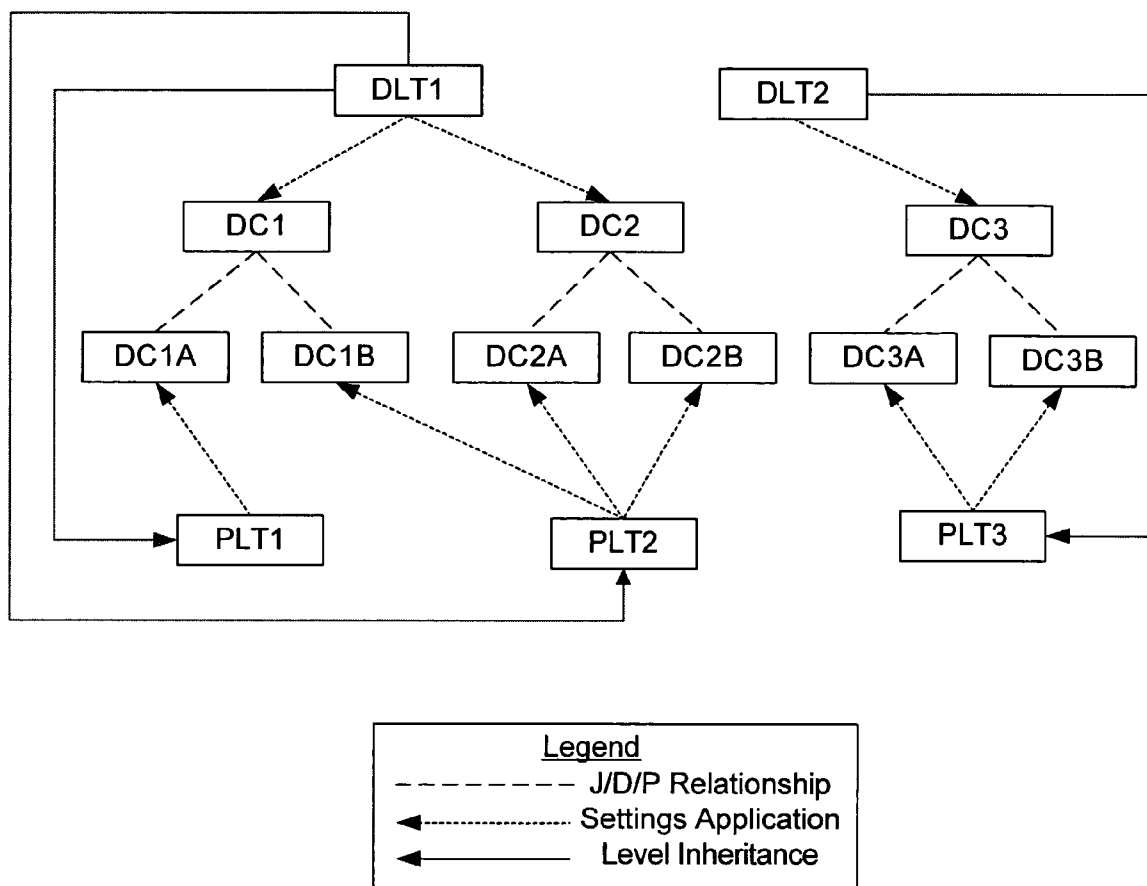 DLT1
DLT2
DC1
DC2
DC3
DC1A
DC1B
DC2A
DC2B
DC3A
DC3B
PLT1
PLT2
PLT3
Legend
J/D/P Relationship
Settings Application
Level Inheritance